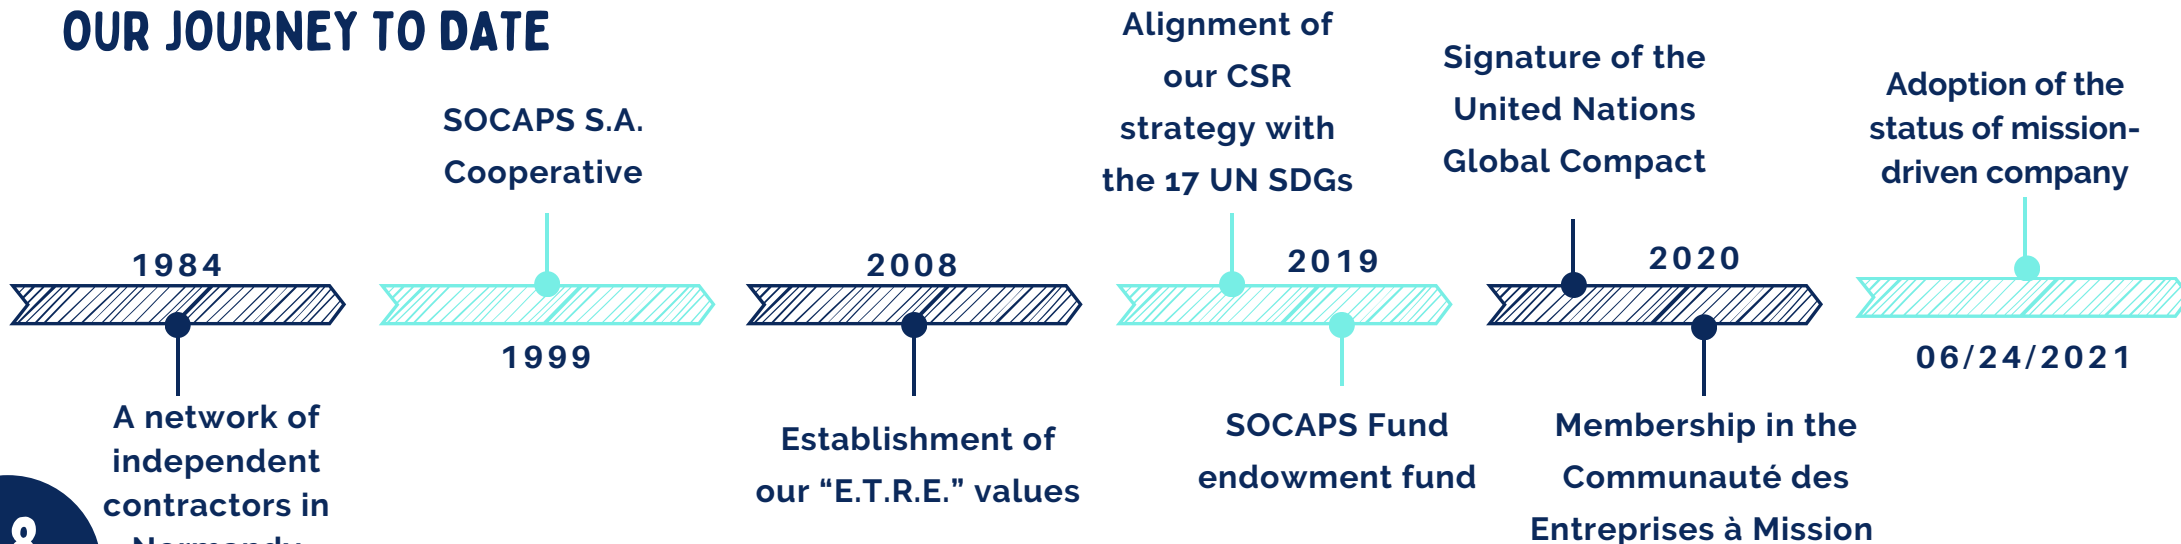 OUR JOURNEY TO DATE
1984
A network of
independent
contractors in
Normandy
SOCAPS S.A.
Cooperative
1999
2008
Establishment of
our “E.T.R.E.” values
Alignment of
our CSR
strategy with
the 17 UN SDGs
2019
SOCAPS Fund
endowment fund
Signature of the
United Nations
Global Compact
2020
Membership in the
Communauté des
Entreprises à Mission
Adoption of the
status of mission-
driven company
06/24/2021
8